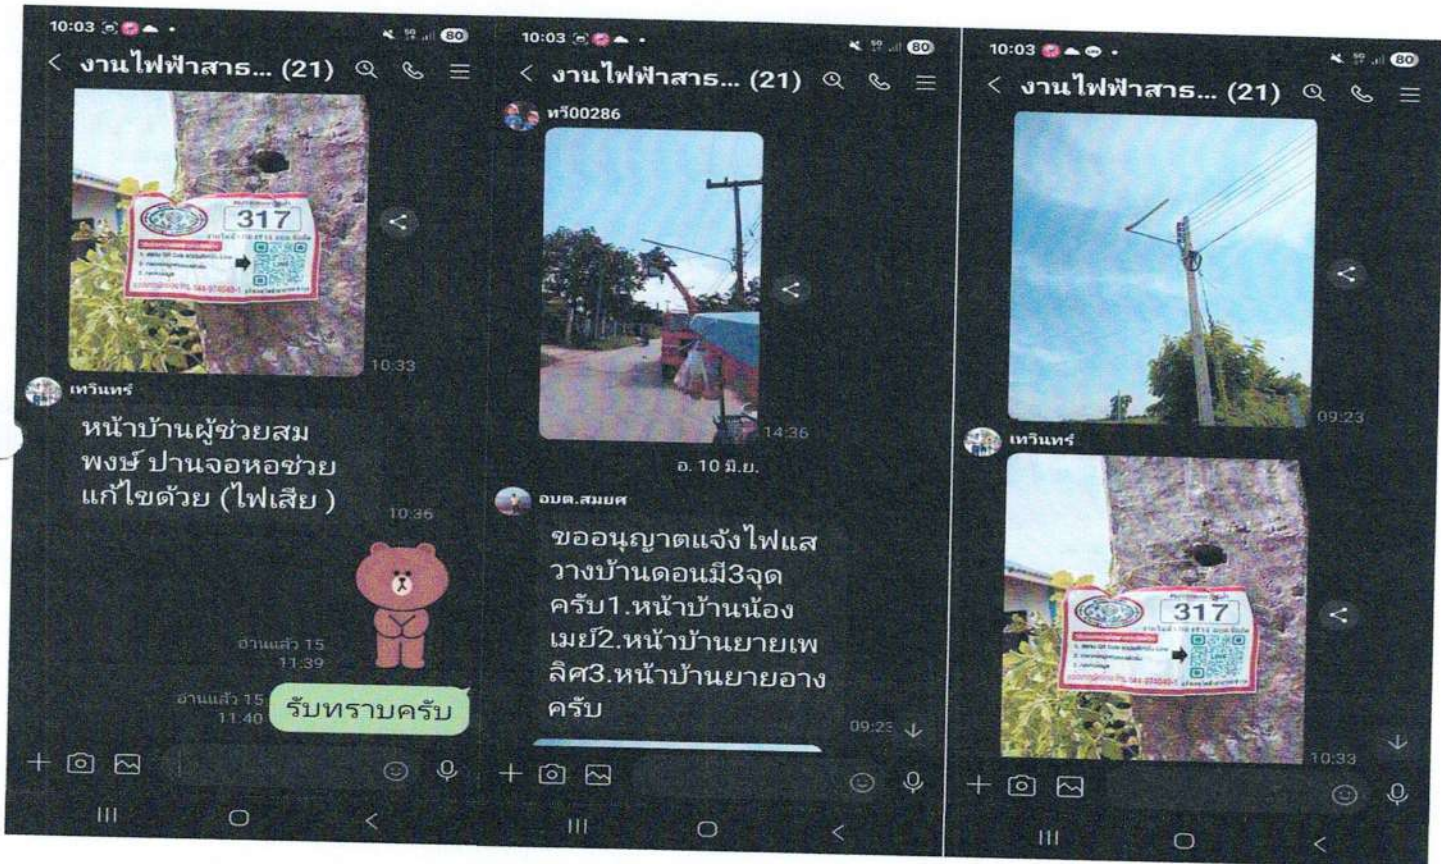 10:03
80
งานไฟฟ้าสาธ... (21)
317
10:33
เทวินทร์
หน้าบ้านผู้ช่วยสม
พงษ์ ปานจอหอช่วย
แก้ไขด้วย (ไฟเสีย )
10:36
อ่านแล้ว 15
11:39
อ่านแล้ว 15
11:40
รับทราบครับ
10:03
80
งานไฟฟ้าสาธ... (21)
ทวี00286
14:36
อ. 10 มิ.ย.
อบต.สมยศ
ขออนุญาตแจ้งไฟแส
วางบ้านดอนมี3จุด
ครับ1.หน้าบ้านน้อง
เมย์2.หน้าบ้านยายเพ
ลิศ3.หน้าบ้านยายอาง
ครับ
09:23
10:03
80
งานไฟฟ้าสาธ... (21)
09:23
เทวินทร์
317
10:33